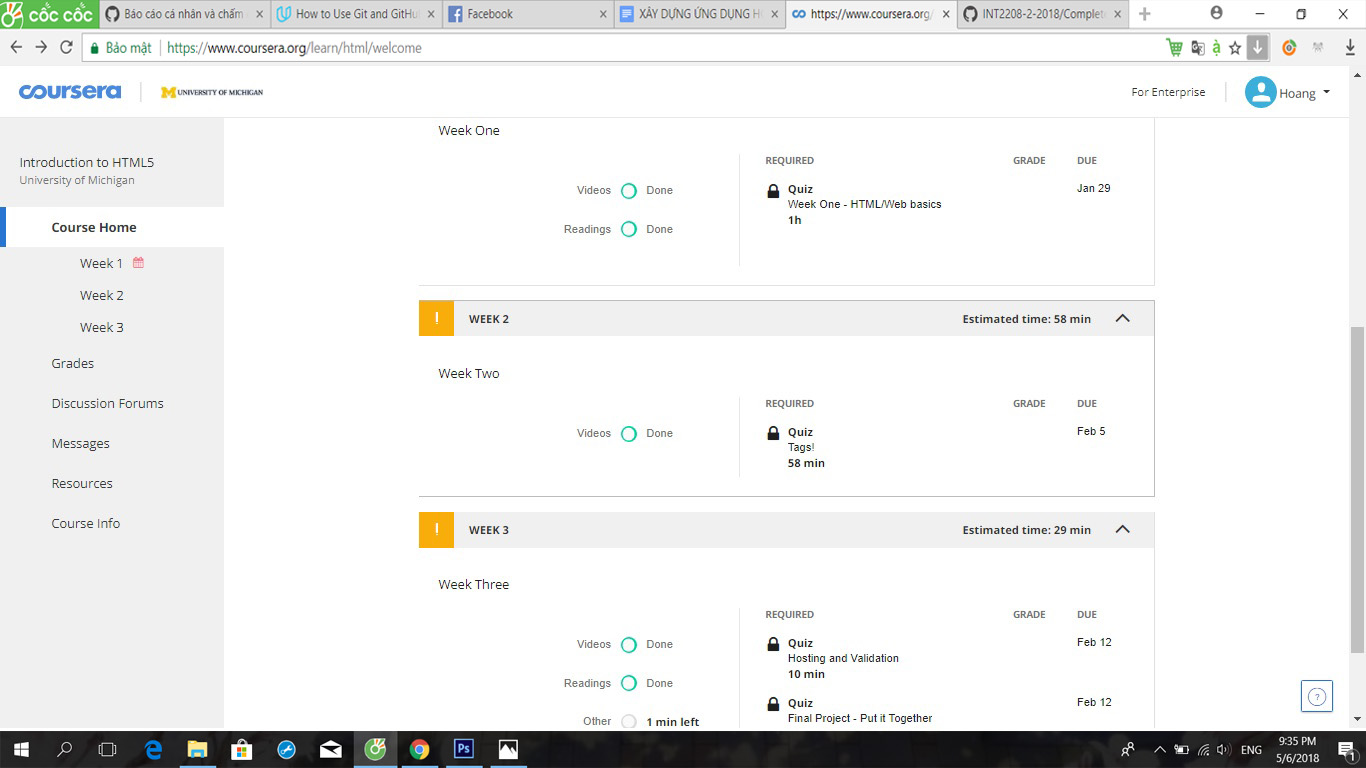 cốc cốc
Báo cáo cá nhân và chấm
How to Use Git and GitHu
Facebook
XÂY DỰNG ỨNG DỤNG H
https://www.coursera.org/
INT2208-2-2018/Complet
Bảo mật
https://www.coursera.org/learn/html/welcome
coursera
M UNIVERSITY OF MICHIGAN
For Enterprise
Hoang
Introduction to HTML5
University of Michigan
Course Home
Week 1
Week 2
Week 3
Grades
Discussion Forums
Messages
Resources
Course Info
Week One
REQUIRED GRADE DUE
Videos Done
Readings Done
Quiz Jan 29
Week One - HTML/Web basics
1h
! WEEK 2 Estimated time: 58 min
Week Two
REQUIRED GRADE DUE
Videos Done
Quiz Feb 5
Tags!
58 min
! WEEK 3 Estimated time: 29 min
Week Three
REQUIRED GRADE DUE
Videos Done
Readings Done
Other 1 min left
Quiz Feb 12
Hosting and Validation
10 min
Quiz Feb 12
Final Project - Put it Together
?
Ps
ENG
9:35 PM
5/6/2018
1